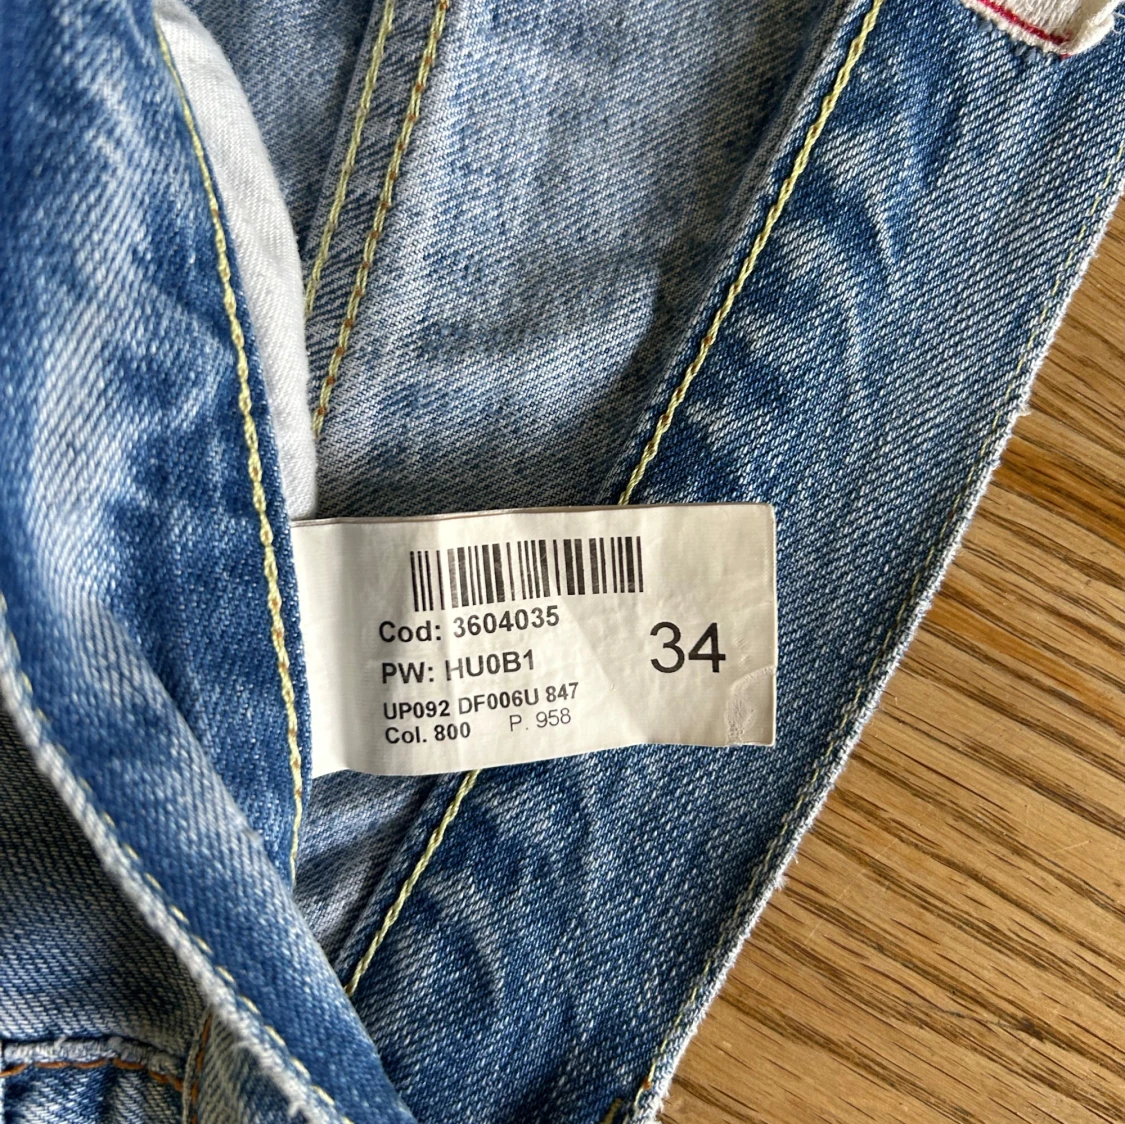 Cod: 3604035
34
PW: HU0B1
UP092 DF006U 847
Col. 800 P. 958